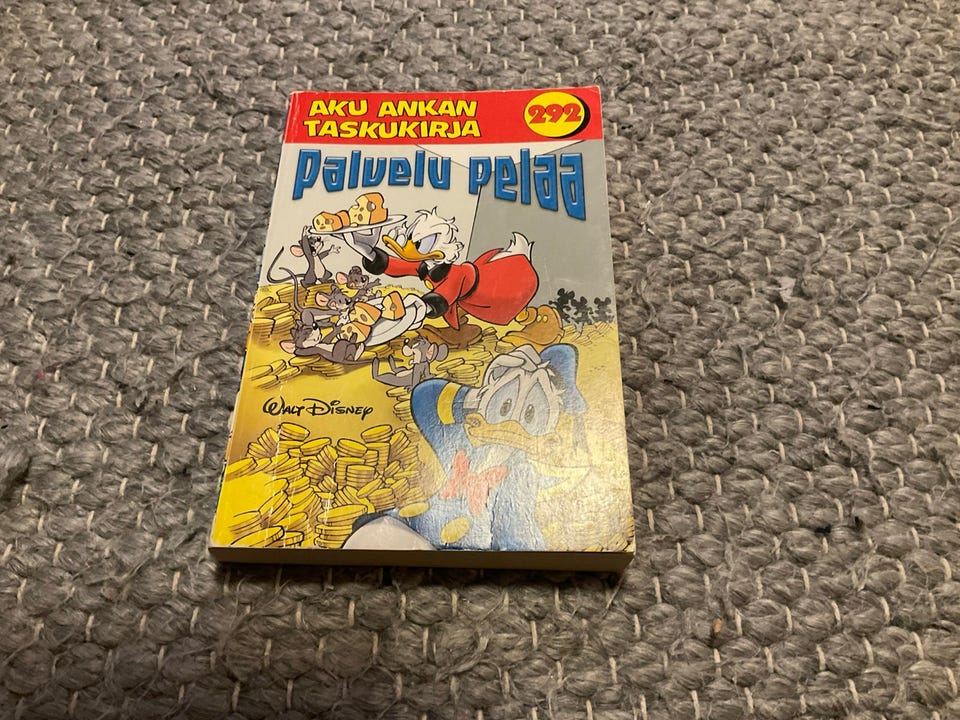 AKU ANKAN
TASKUKIRJA
292
Palvelu pelaa
WALT DISNEY